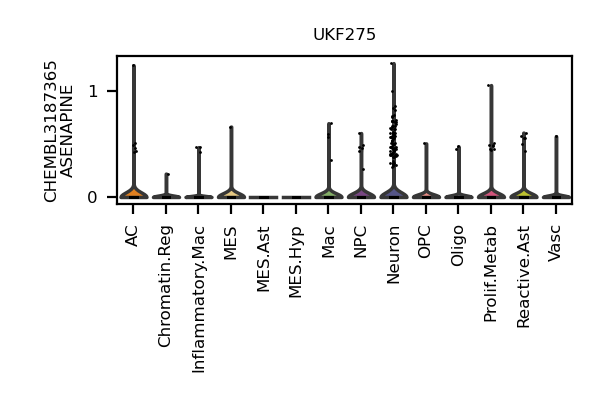 UKF275
CHEMBL3187365
ASENAPINE
1
0
AC
Chromatin.Reg
Inflammatory.Mac
MES
MES.Ast
MES.Hyp
Mac
NPC
Neuron
OPC
Oligo
Prolif.Metab
Reactive.Ast
Vasc